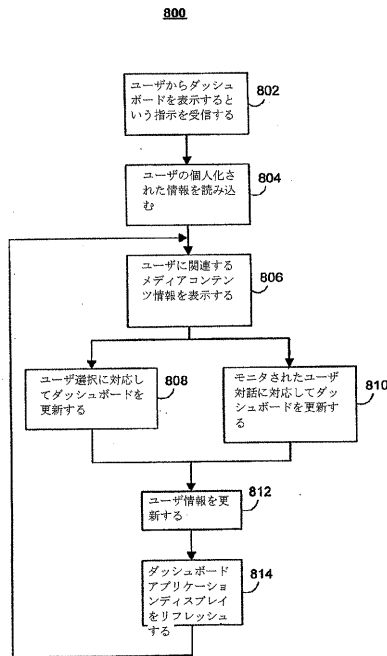 800
ユーザからダッシュ
ボードを表示すると
いう指示を受信する
802
ユーザの個人化さ
れた情報を読み込
む
804
ユーザに関連する
メディアコンテン
ツ情報を表示する
806
ユーザ選択に対応し
てダッシュボードを
更新する
808
モニタされたユーザ
対話に対応してダッ
シュボードを更新す
る
810
ユーザ情報を更
新する
812
ダッシュボード
アプリケーショ
ンディスプレイ
をリフレッシュ
する
814